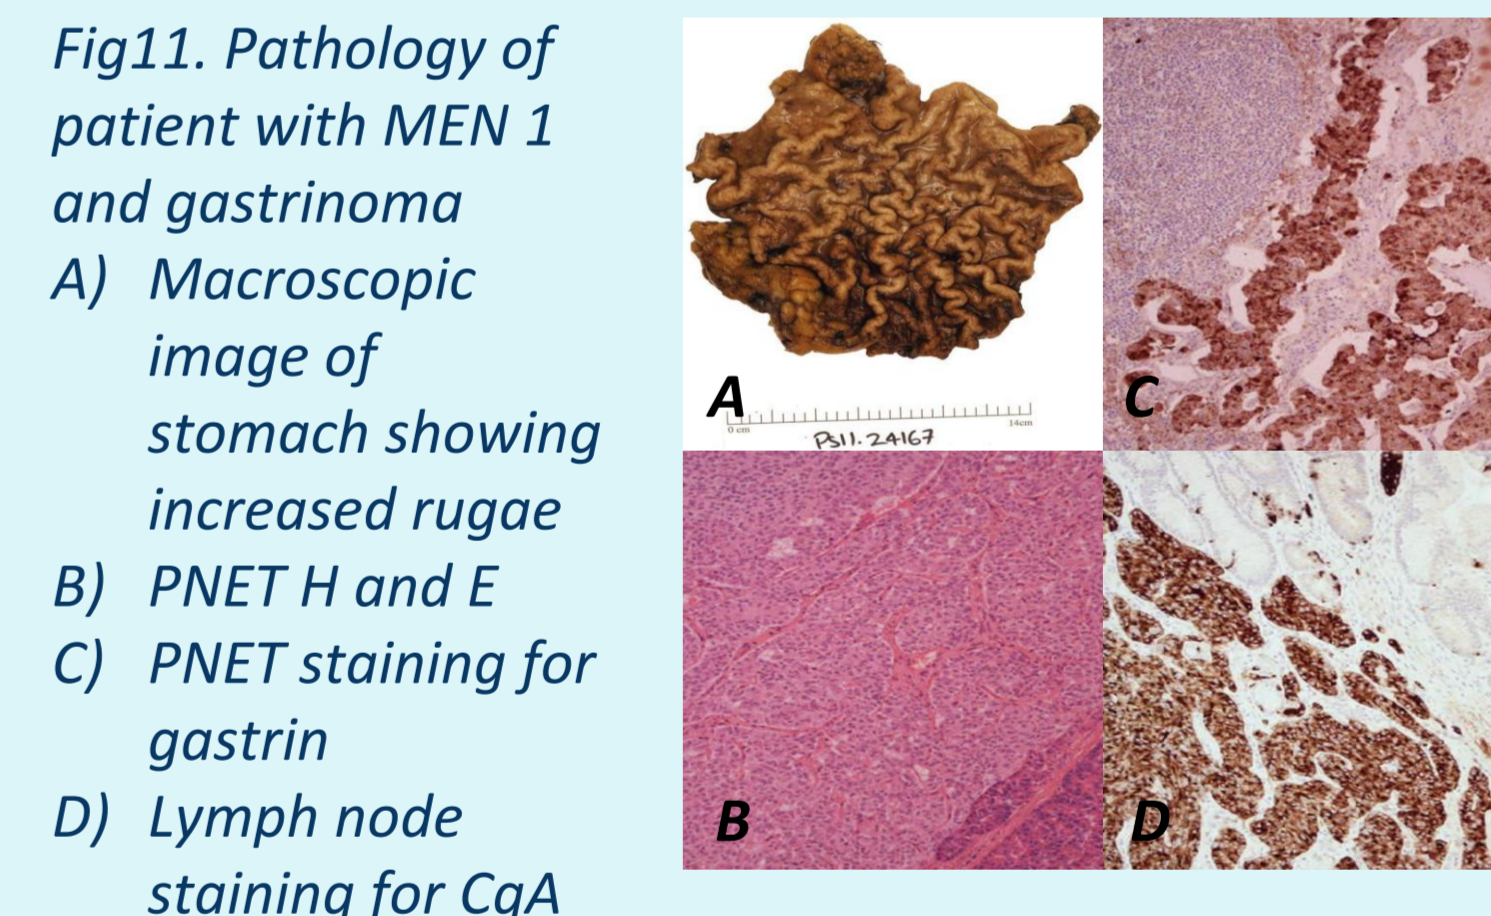 Fig11. Pathology of
patient with MEN 1
and gastrinoma
A) Macroscopic
image of
stomach showing
increased rugae
B) PNET H and E
C) PNET staining for
gastrin
D) Lymph node
staining for CgA
A
0 cm 14cm
PS11.24167
C
B
D